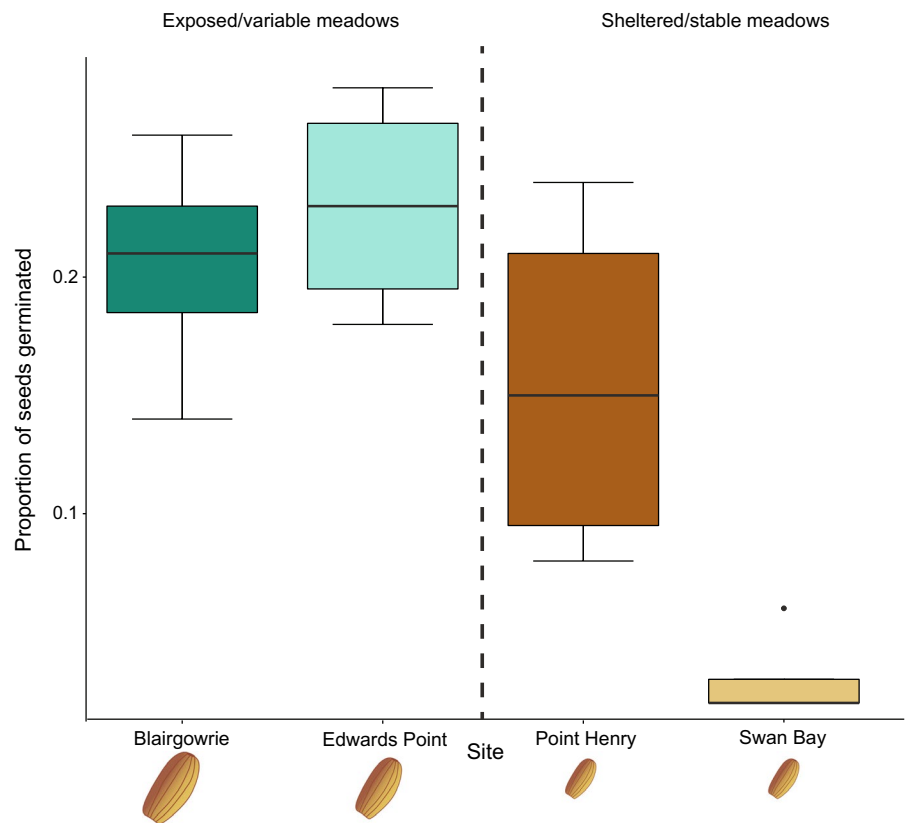 Exposed/variable meadows
Sheltered/stable meadows
Proportion of seeds germinated
0.2
0.1
Blairgowrie
Edwards Point
Point Henry
Swan Bay
Site